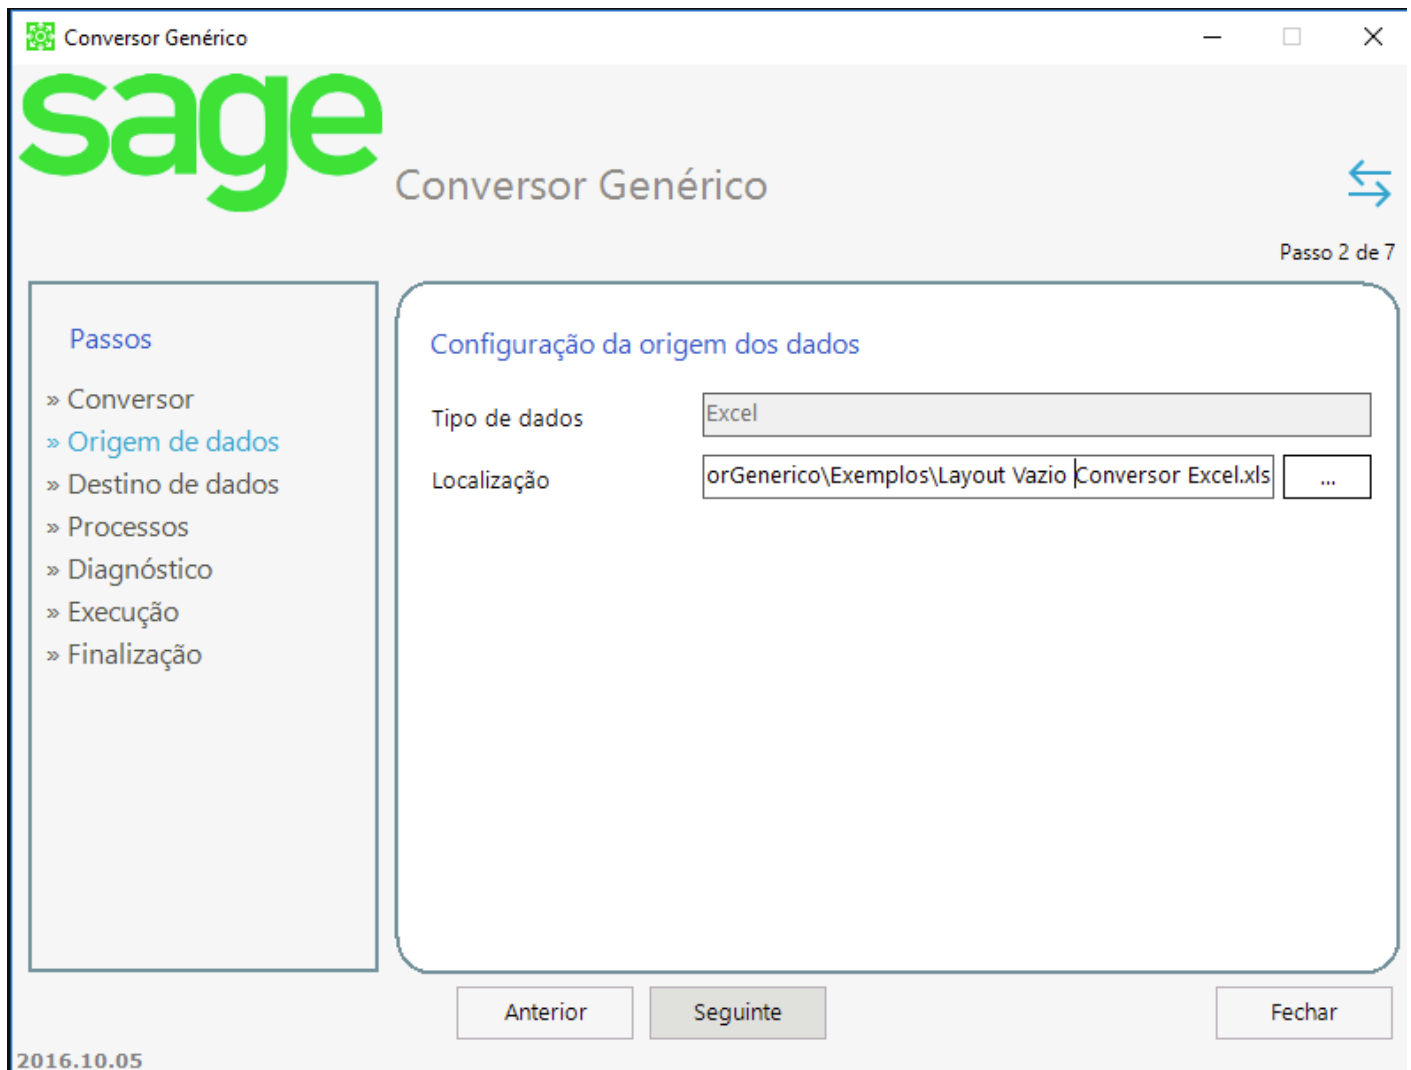 Conversor Genérico
sage
Conversor Genérico
Passo 2 de 7
Passos
» Conversor
» Origem de dados
» Destino de dados
» Processos
» Diagnóstico
» Execução
» Finalização
Configuração da origem dos dados
Tipo de dados Excel
Localização orGenerico\Exemplos\Layout Vazio Conversor Excel.xls ...
Anterior Seguinte Fechar
2016.10.05